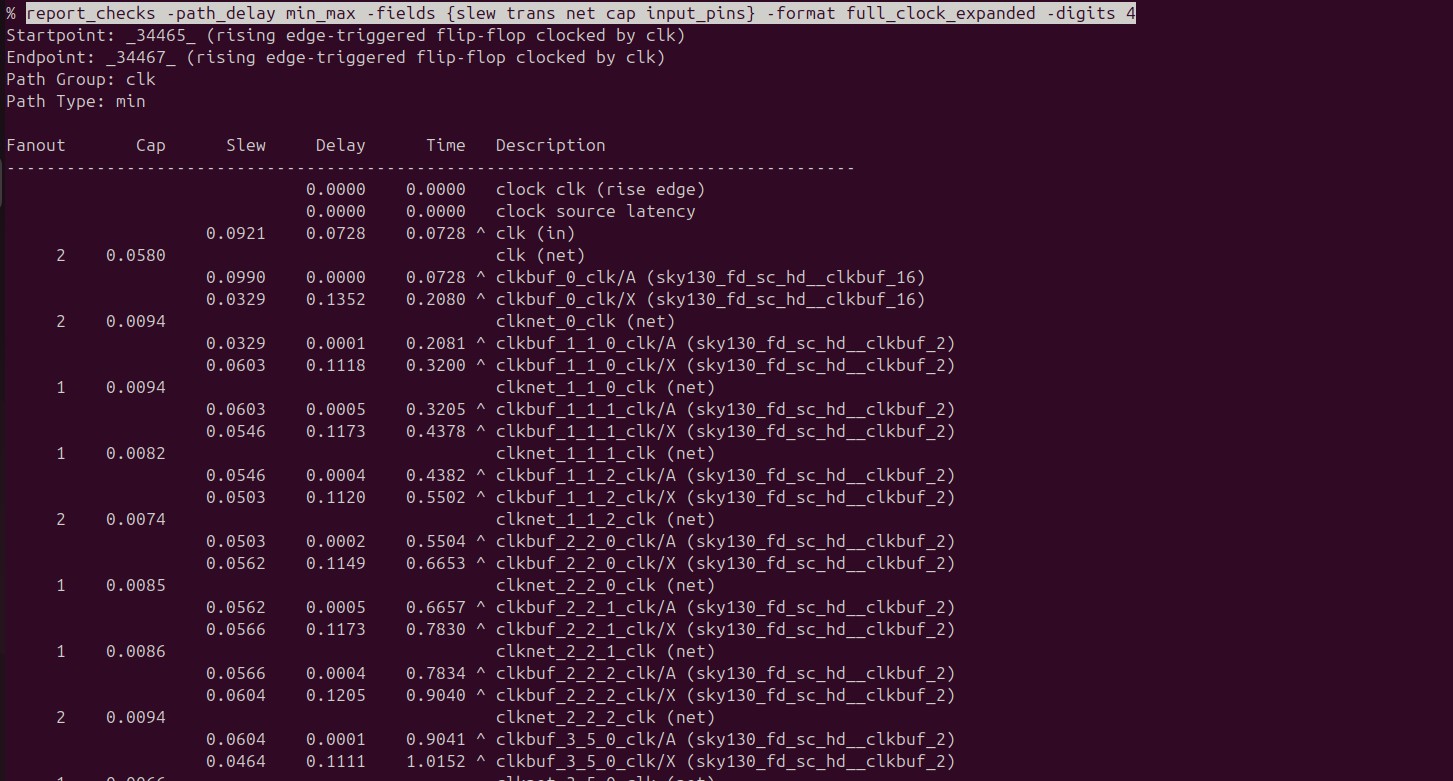 % report_checks -path_delay min_max -fields {slew trans net cap input_pins} -format full_clock_expanded -digits 4
Startpoint: _34465_ (rising edge-triggered flip-flop clocked by clk)
Endpoint: _34467_ (rising edge-triggered flip-flop clocked by clk)
Path Group: clk
Path Type: min
Fanout Cap Slew Delay Time Description
-------------------------------------------------------------------------------------
0.0000 0.0000 clock clk (rise edge)
0.0000 0.0000 clock source latency
0.0921 0.0728 0.0728 ^ clk (in)
2 0.0580 clk (net)
0.0990 0.0000 0.0728 ^ clkbuf_0_clk/A (sky130_fd_sc_hd__clkbuf_16)
0.0329 0.1352 0.2080 ^ clkbuf_0_clk/X (sky130_fd_sc_hd__clkbuf_16)
2 0.0094 clknet_0_clk (net)
0.0329 0.0001 0.2081 ^ clkbuf_1_1_0_clk/A (sky130_fd_sc_hd__clkbuf_2)
0.0603 0.1118 0.3200 ^ clkbuf_1_1_0_clk/X (sky130_fd_sc_hd__clkbuf_2)
1 0.0094 clknet_1_1_0_clk (net)
0.0603 0.0005 0.3205 ^ clkbuf_1_1_1_clk/A (sky130_fd_sc_hd__clkbuf_2)
0.0546 0.1173 0.4378 ^ clkbuf_1_1_1_clk/X (sky130_fd_sc_hd__clkbuf_2)
1 0.0082 clknet_1_1_1_clk (net)
0.0546 0.0004 0.4382 ^ clkbuf_1_1_2_clk/A (sky130_fd_sc_hd__clkbuf_2)
0.0503 0.1120 0.5502 ^ clkbuf_1_1_2_clk/X (sky130_fd_sc_hd__clkbuf_2)
2 0.0074 clknet_1_1_2_clk (net)
0.0503 0.0002 0.5504 ^ clkbuf_2_2_0_clk/A (sky130_fd_sc_hd__clkbuf_2)
0.0562 0.1149 0.6653 ^ clkbuf_2_2_0_clk/X (sky130_fd_sc_hd__clkbuf_2)
1 0.0085 clknet_2_2_0_clk (net)
0.0562 0.0005 0.6657 ^ clkbuf_2_2_1_clk/A (sky130_fd_sc_hd__clkbuf_2)
0.0566 0.1173 0.7830 ^ clkbuf_2_2_1_clk/X (sky130_fd_sc_hd__clkbuf_2)
1 0.0086 clknet_2_2_1_clk (net)
0.0566 0.0004 0.7834 ^ clkbuf_2_2_2_clk/A (sky130_fd_sc_hd__clkbuf_2)
0.0604 0.1205 0.9040 ^ clkbuf_2_2_2_clk/X (sky130_fd_sc_hd__clkbuf_2)
2 0.0094 clknet_2_2_2_clk (net)
0.0604 0.0001 0.9041 ^ clkbuf_3_5_0_clk/A (sky130_fd_sc_hd__clkbuf_2)
0.0464 0.1111 1.0152 ^ clkbuf_3_5_0_clk/X (sky130_fd_sc_hd__clkbuf_2)